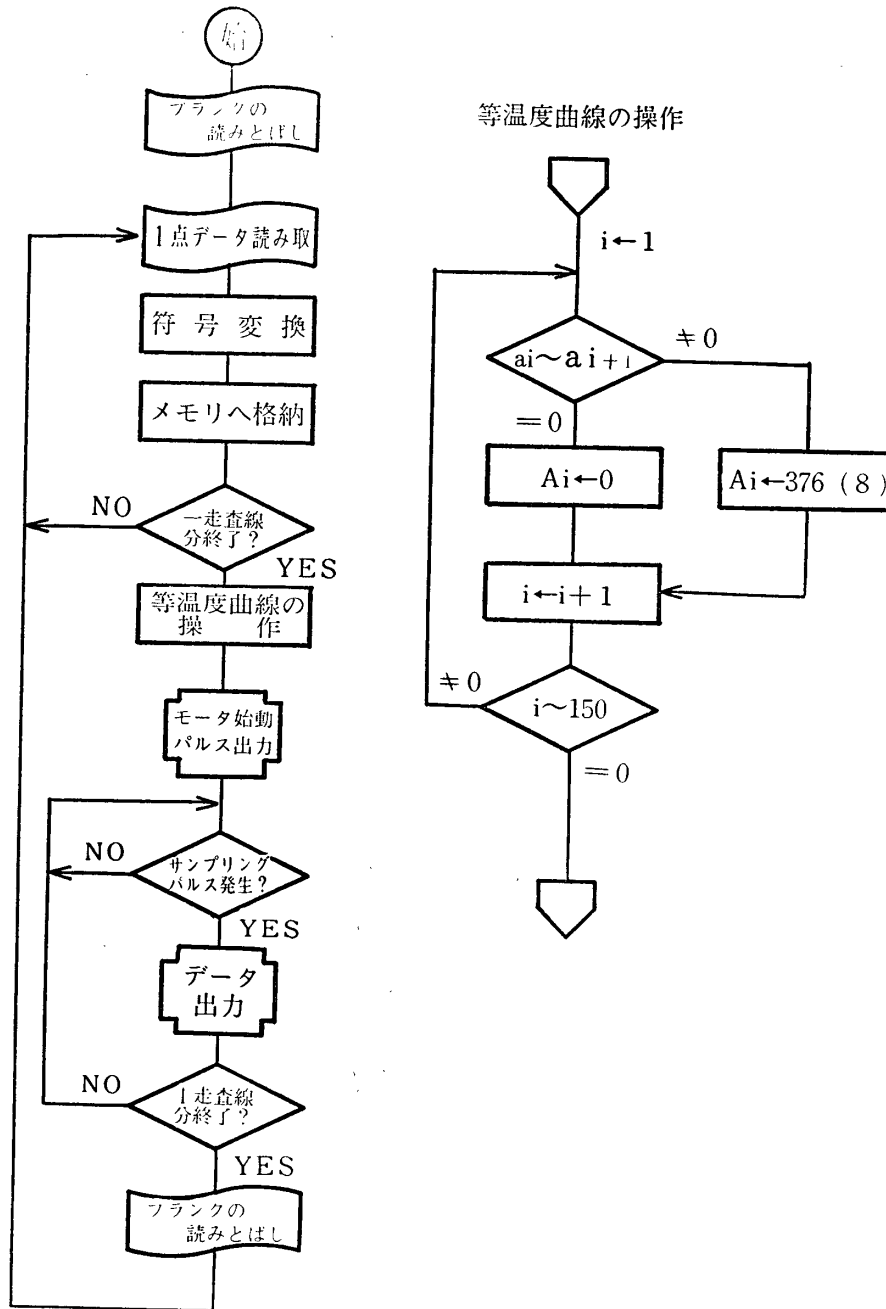 始
ブランクの
読みとばし
1点データ読み取
符号変換
メモリへ格納
NO
一走査線
分終了?
YES
等温度曲線の
操作
モータ始動
パルス出力
NO
サンプリング
パルス発生?
YES
データ
出力
NO
1走査線
分終了?
YES
ブランクの
読みとばし
等温度曲線の操作
i←1
ai~ai+1
≠0
=0
Ai←0
Ai←376(8)
i←i+1
≠0
i~150
=0